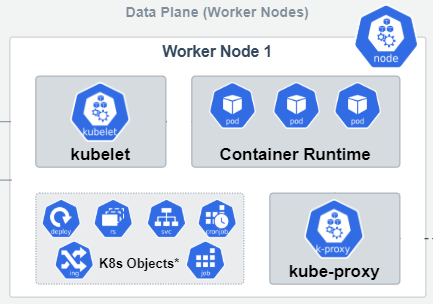 Data Plane (Worker Nodes)
node
Worker Node 1
kubelet
kubelet
pod
pod
pod
Container Runtime
deploy
rs
svc
cronjob
ing
K8s Objects*
job
k-proxy
kube-proxy